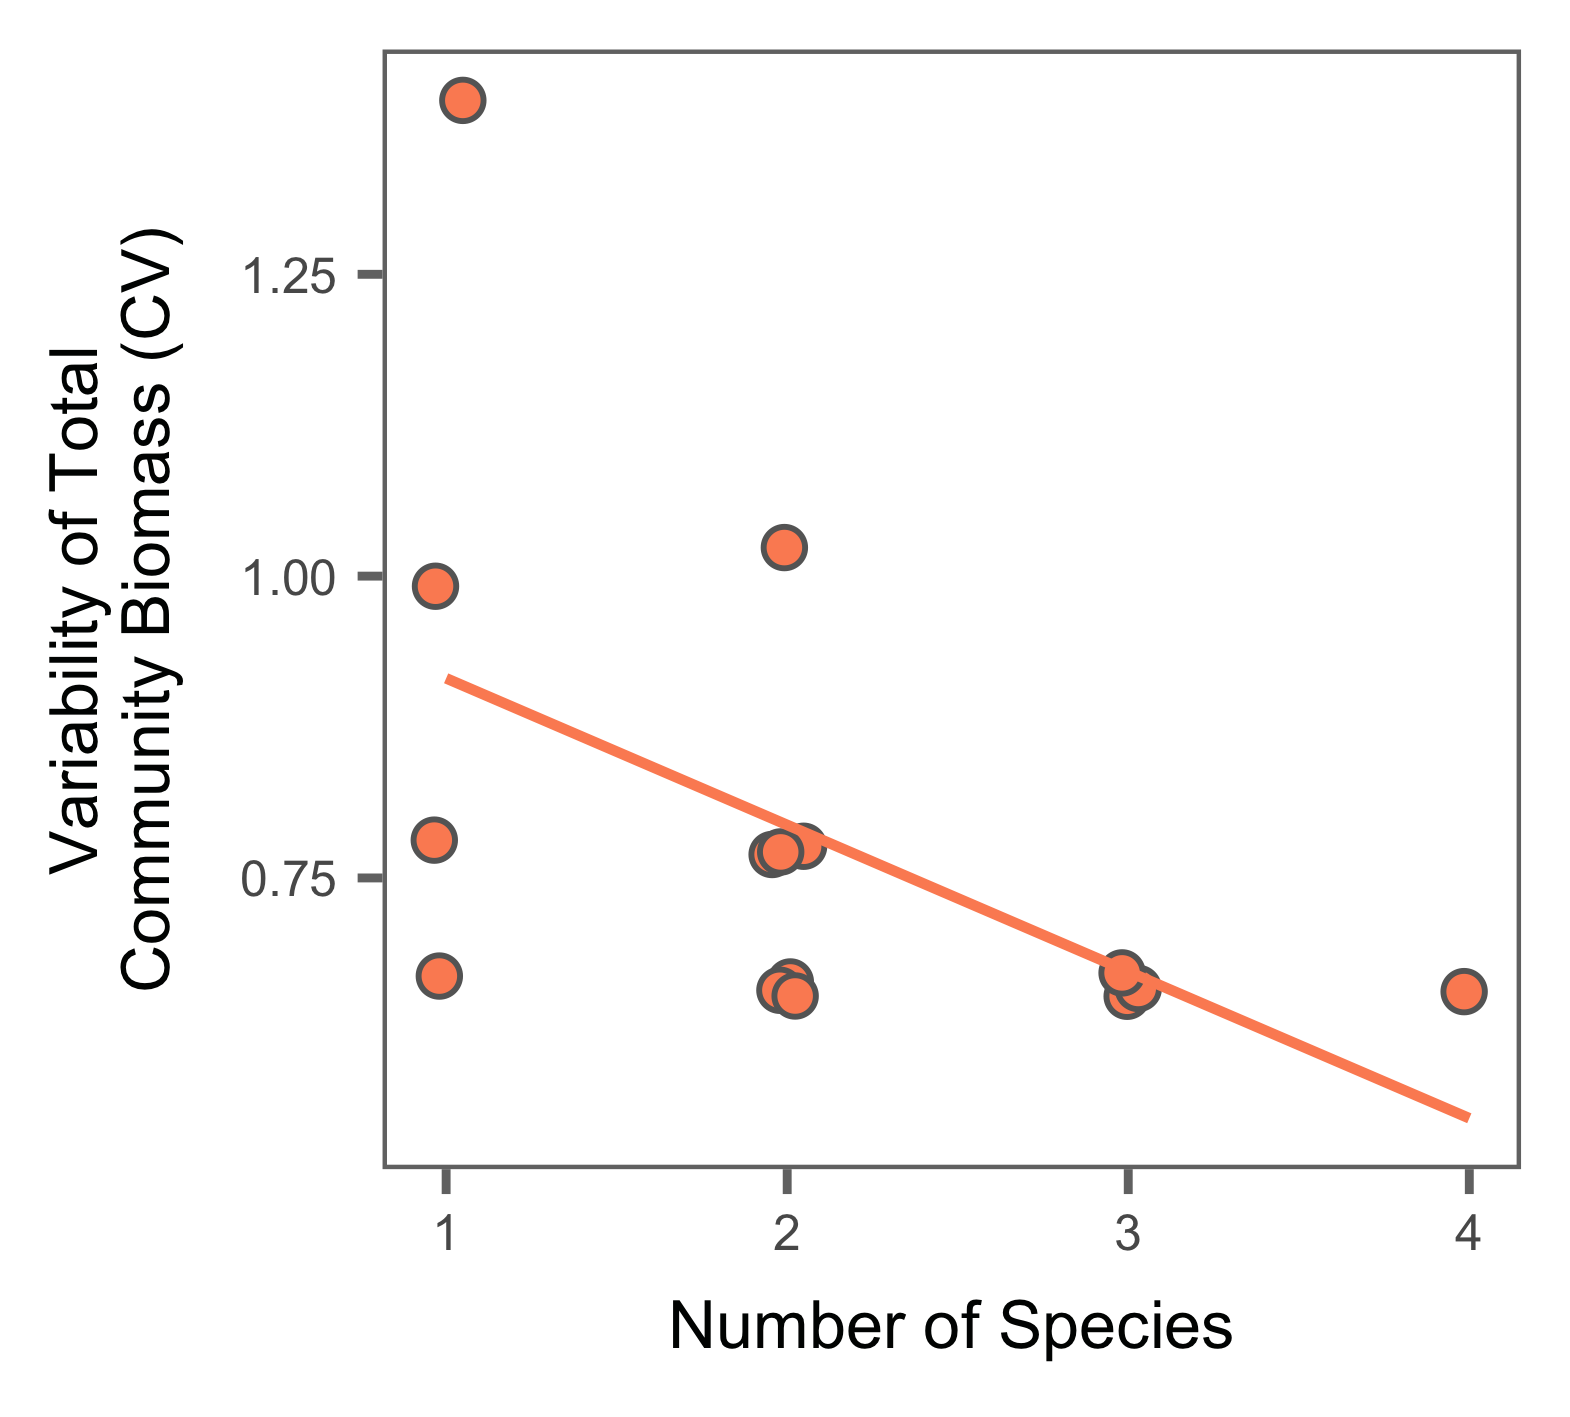 Variability of Total
Community Biomass (CV)
1.25
1.00
0.75
1
2
3
4
Number of Species